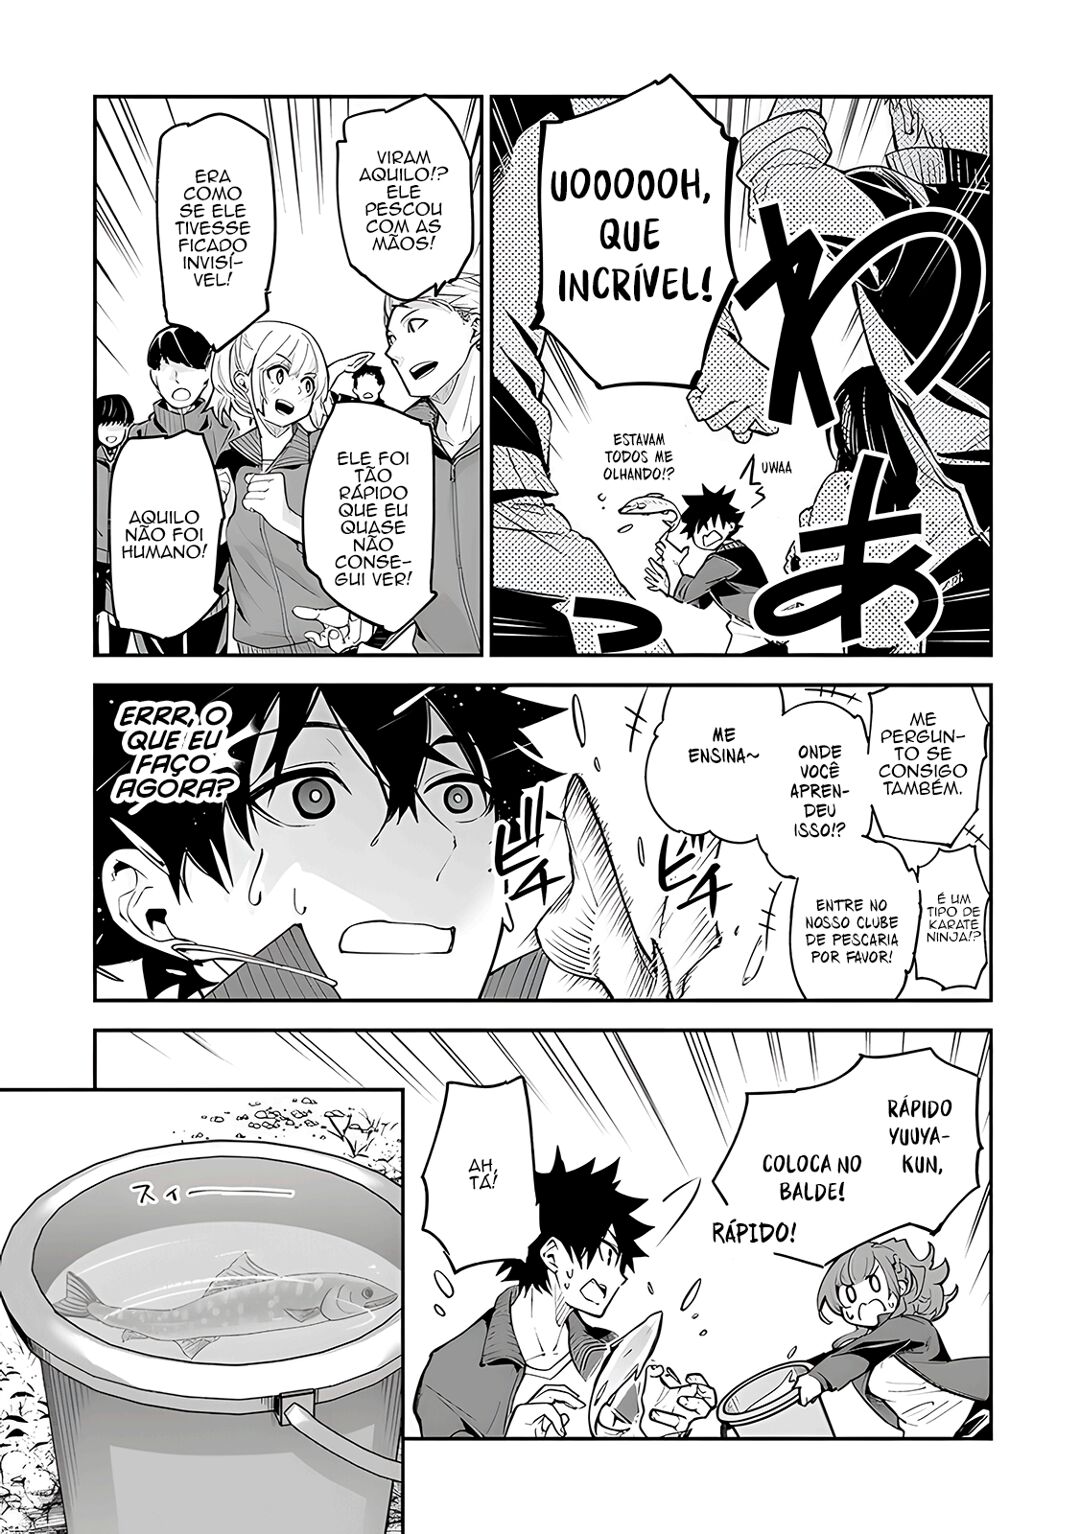 UOOOOOH,
QUE
INCRÍVEL!
わ
あ
っ
ESTAVAM
TODOS ME
OLHANDO!?
UWAA
VIRAM
AQUILO!?
ELE
PESCOU
COM AS
MÃOS!
ERA
COMO
SE ELE
TIVESSE
FICADO
INVISÍ-
VEL!
ELE FOI
TÃO
RÁPIDO
QUE EU
QUASE
NÃO
CONSE-
GUI VER!
AQUILO
NÃO FOI
HUMANO!
ME
PERGUN-
TO SE
CONSIGO
TAMBÉM.
ONDE
VOCÊ
APREN-
DEU
ISSO!?
ME
ENSINA~
É UM
TIPO DE
KARATE
NINJA!?
ENTRE NO
NOSSO CLUBE
DE PESCARIA
POR FAVOR!
ビチ
ビチ
ERRR, O
QUE EU
FAÇO
AGORA?
RÁPIDO
YUUYA-
KUN,
COLOCA NO
BALDE!
RÁPIDO!
AH,
TÁ!
スィー